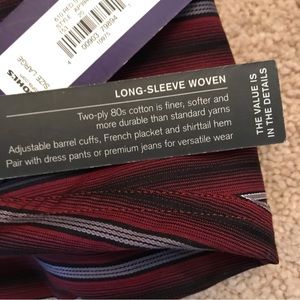 SIZE LARGE
LONG-SLEEVE WOVEN
Two-ply 80s cotton is finer, softer and
more durable than standard yarns
Adjustable barrel cuffs, French placket and shirttail hem
Pair with dress pants or premium jeans for versatile wear
THE VALUE IS
IN THE DETAILS